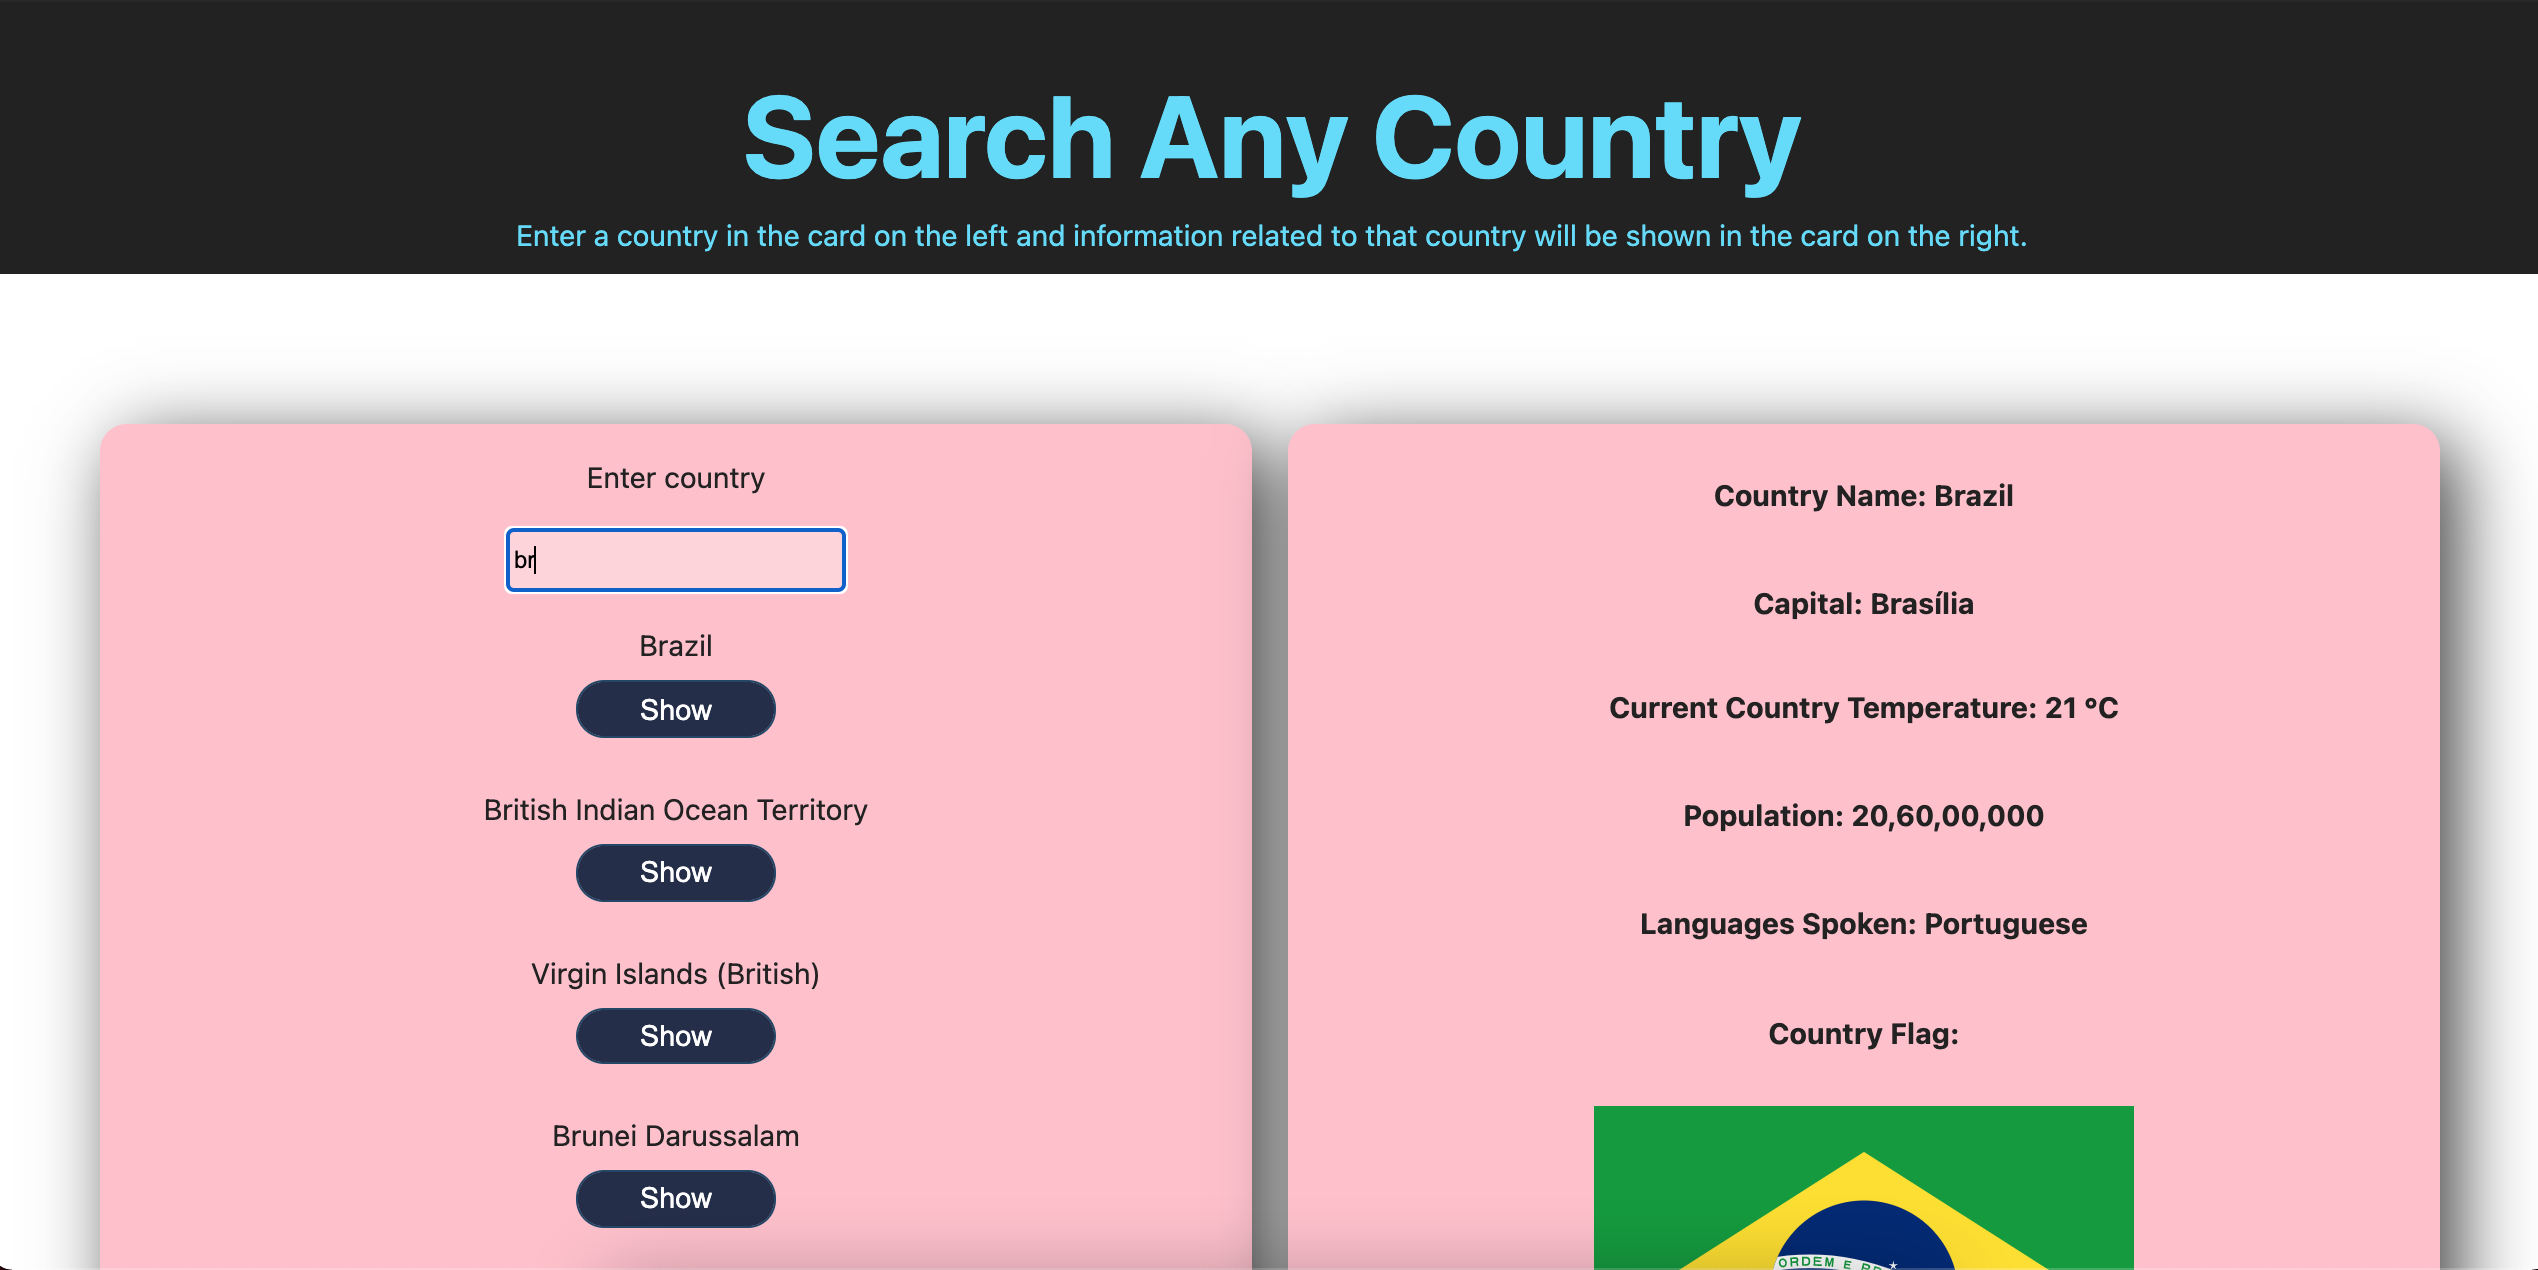 Search Any Country
Enter a country in the card on the left and information related to that country will be shown in the card on the right.
Enter country
br
Brazil
Show
British Indian Ocean Territory
Show
Virgin Islands (British)
Show
Brunei Darussalam
Show
Country Name: Brazil
Capital: Brasília
Current Country Temperature: 21 °C
Population: 20,60,00,000
Languages Spoken: Portuguese
Country Flag:
ORDEM E